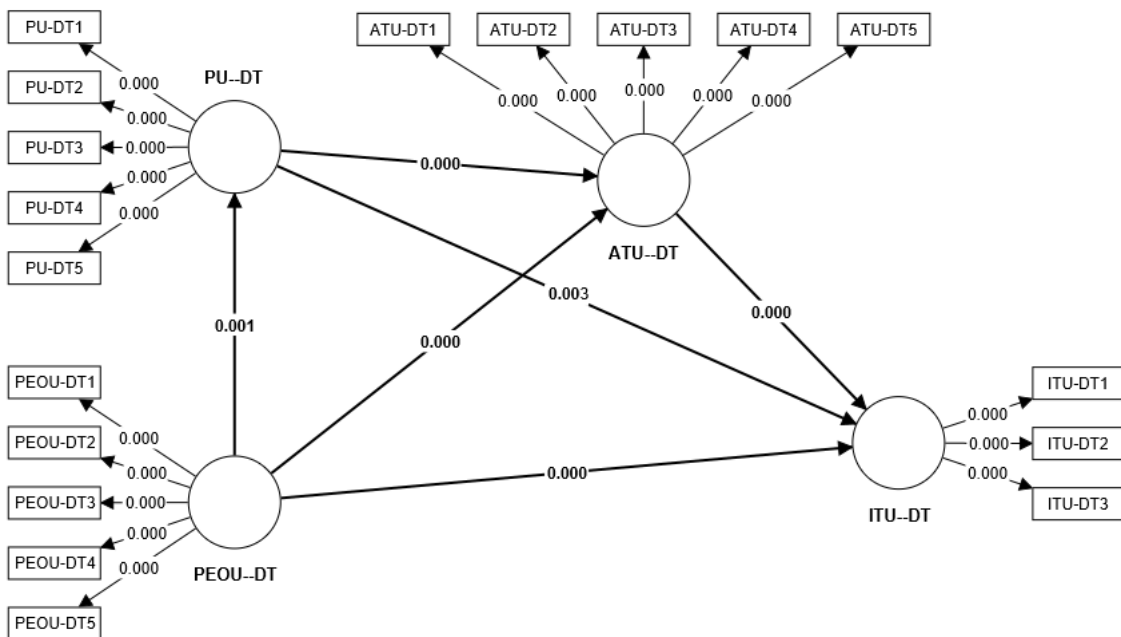 PU-DT1
PU-DT2
PU-DT3
PU-DT4
PU-DT5
0.000
0.000
0.000
0.000
0.000
PU--DT
ATU-DT1
ATU-DT2
ATU-DT3
ATU-DT4
ATU-DT5
0.000
0.000
0.000
0.000
0.000
ATU--DT
0.000
0.003
0.000
0.001
0.000
0.000
PEOU-DT1
PEOU-DT2
PEOU-DT3
PEOU-DT4
PEOU-DT5
0.000
0.000
0.000
0.000
0.000
PEOU--DT
ITU-DT1
ITU-DT2
ITU-DT3
0.000
0.000
0.000
ITU--DT